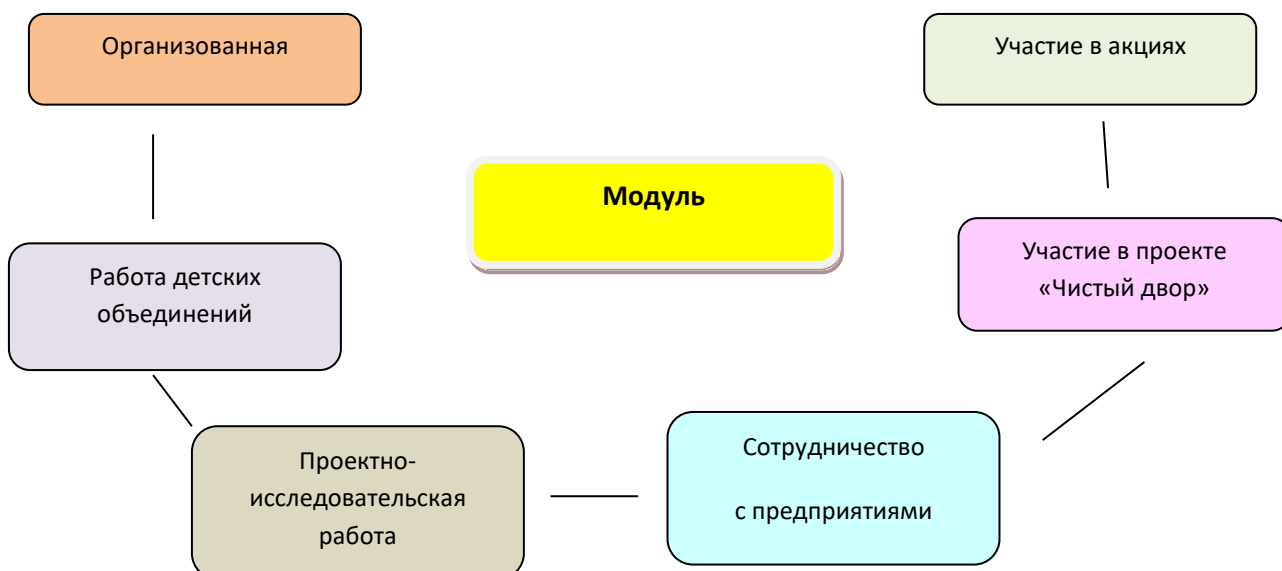 Организованная
Участие в акциях
Модуль
Участие в проекте
«Чистый двор»
Работа детских
объединений
Сотрудничество
с предприятиями
Проектно-
исследовательская
работа